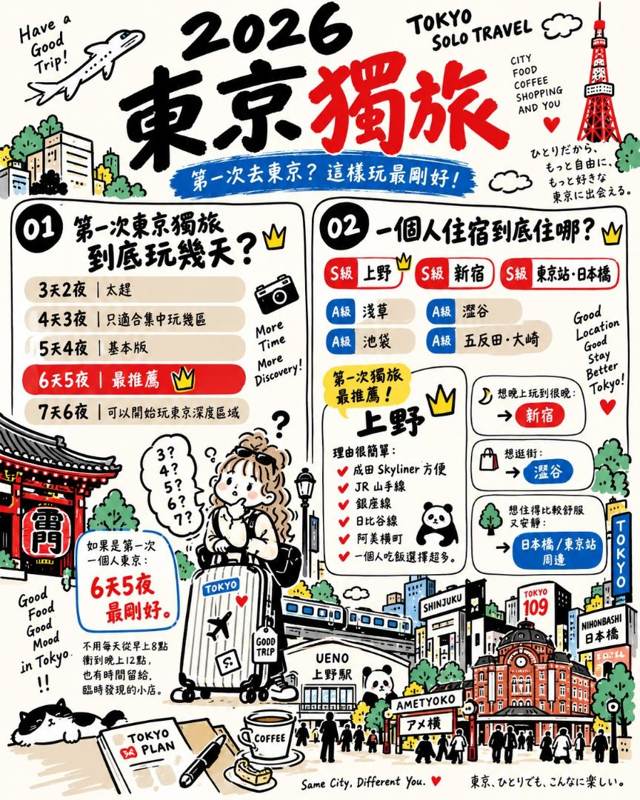 Have a
Good
Trip!
2026
東京獨旅
TOKYO
SOLO TRAVEL
CITY
FOOD
COFFEE
SHOPPING
AND YOU
第一次去東京？這樣玩最剛好！
ひとりだから、
もっと自由に、
もっと好きな
東京に出会える。
01
第一次東京獨旅
到底玩幾天？
3天2夜｜太趕
4天3夜｜只適合集中玩幾區
5天4夜｜基本版
6天5夜｜最推薦
7天6夜｜可以開始玩東京深度區域
More
Time
More
Discovery!
3?
4?
5?
6?
7?
?
雷門
如果是第一次
一個人東京：
6天5夜
最剛好。
不用每天從早上8點
衝到晚上12點，
也有時間留給，
臨時發現的小店。
Good
Food
Good
Mood
in Tokyo
!!
TOKYO
GOOD
TRIP
TOKYO
PLAN
COFFEE
02
一個人住宿到底住哪？
S級 上野
S級 新宿
S級 東京站·日本橋
A級 淺草
A級 澀谷
A級 池袋
A級 五反田·大崎
Good
Location
Good
Stay
Better
Tokyo!
第一次獨旅
最推薦！
上野
理由很簡單：
成田 Skyliner 方便
JR 山手線
銀座線
日比谷線
阿美橫町
一個人吃飯選擇超多。
想晚上玩到很晚：
→ 新宿
想逛街：
→ 澀谷
想住得比較舒服
又安靜：
→ 日本橋/東京站
周邊
TOKYO
SHINJUKU
TOKYO
109
NIHONBASHI
日本橋
UENO
上野駅
AMETYOKO
アメ横
Same City, Different You.
東京、ひとりでも、こんなに楽しい。